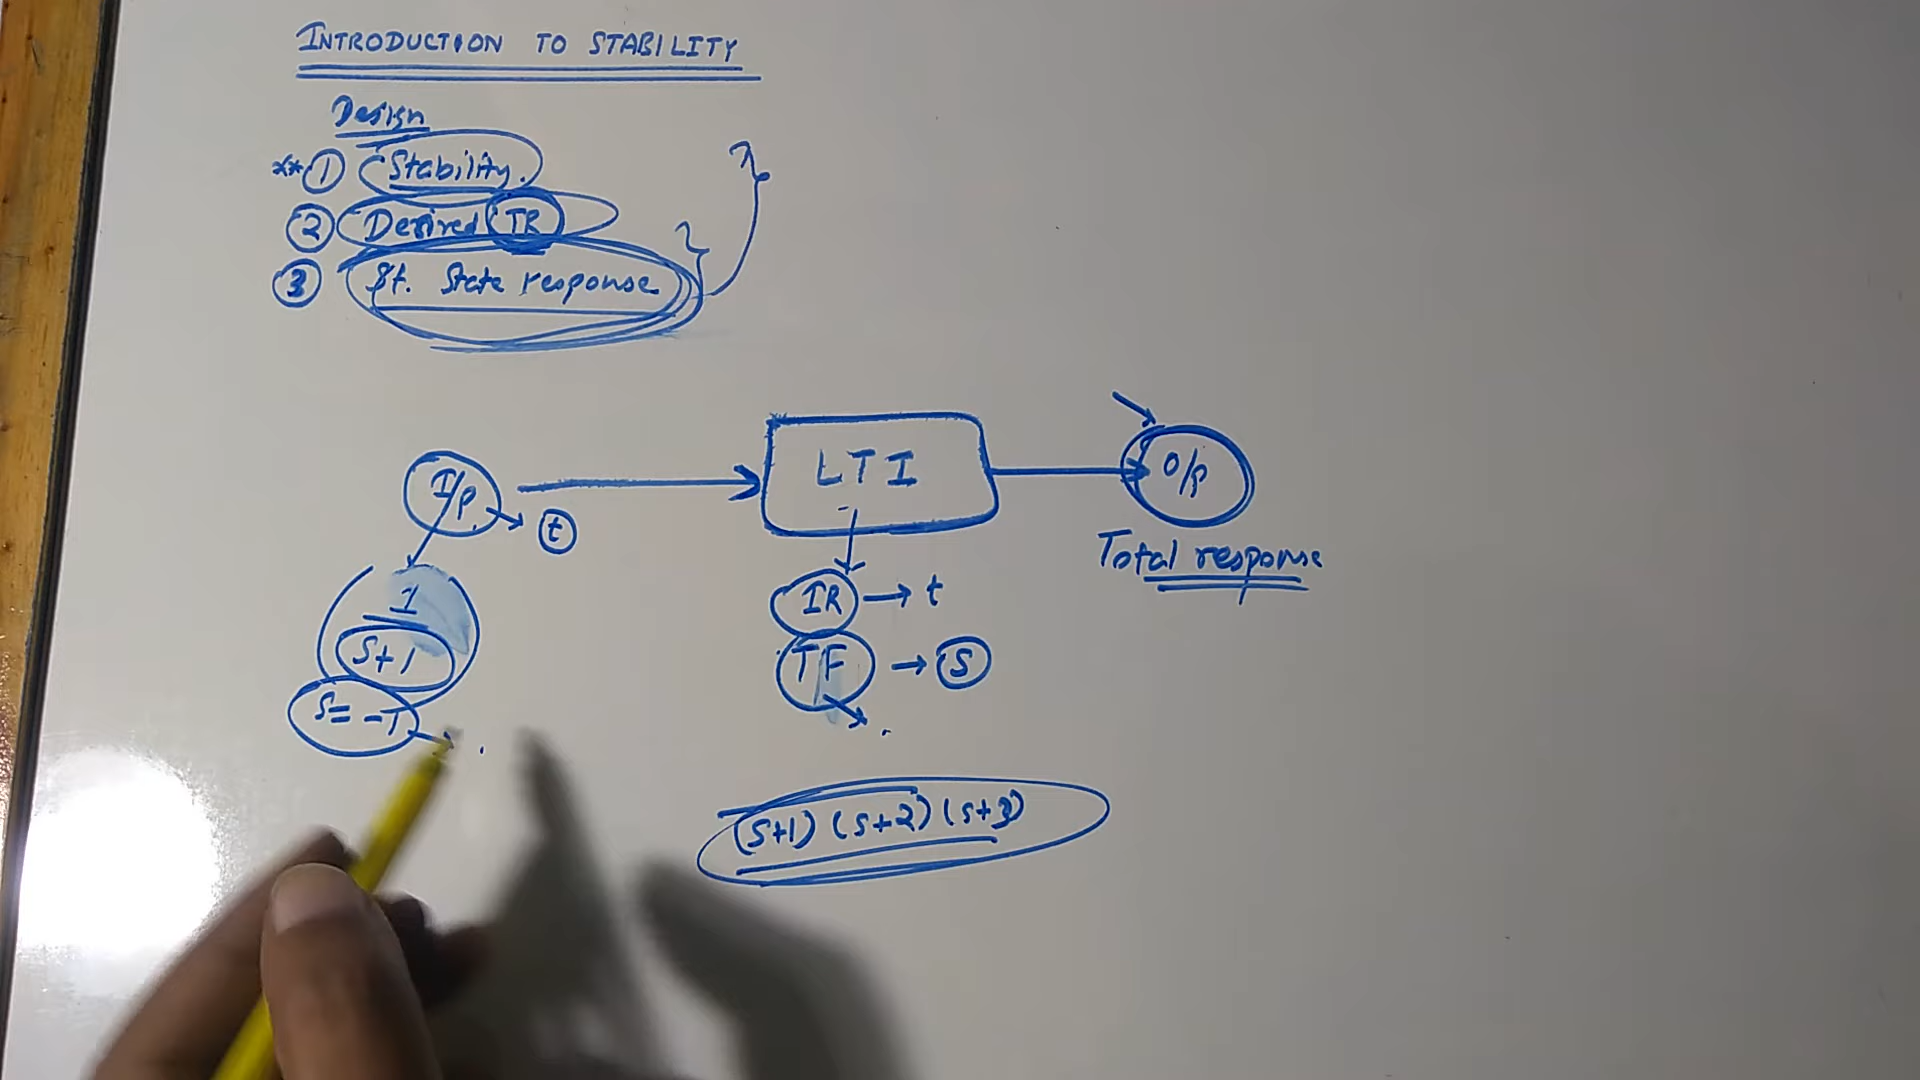 INTRODUCTION TO STABILITY
Design
** 1 Stability.
2 Desired TR
3 St. State response
I/p
t
LTI
O/p
Total response
1
S+1
S = -1
IR → t
TF → S
(S+1) (S+2) (S+3)